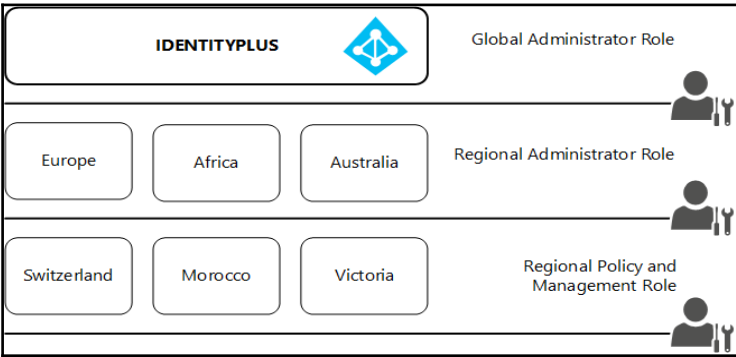 IDENTITYPLUS
Global Administrator Role
Europe
Africa
Australia
Regional Administrator Role
Switzerland
Morocco
Victoria
Regional Policy and
Management Role